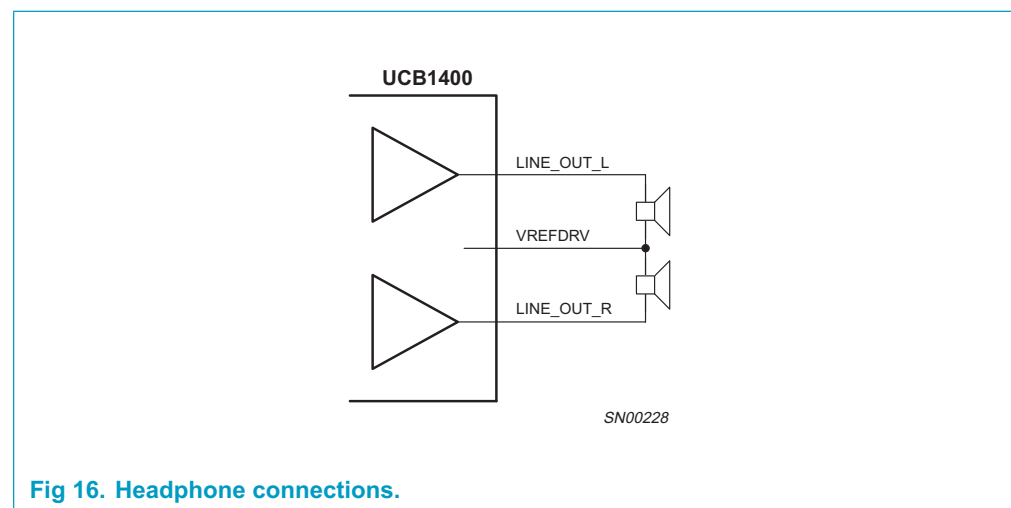 UCB1400
LINE_OUT_L
VREFDRV
LINE_OUT_R
SN00228
Fig 16. Headphone connections.